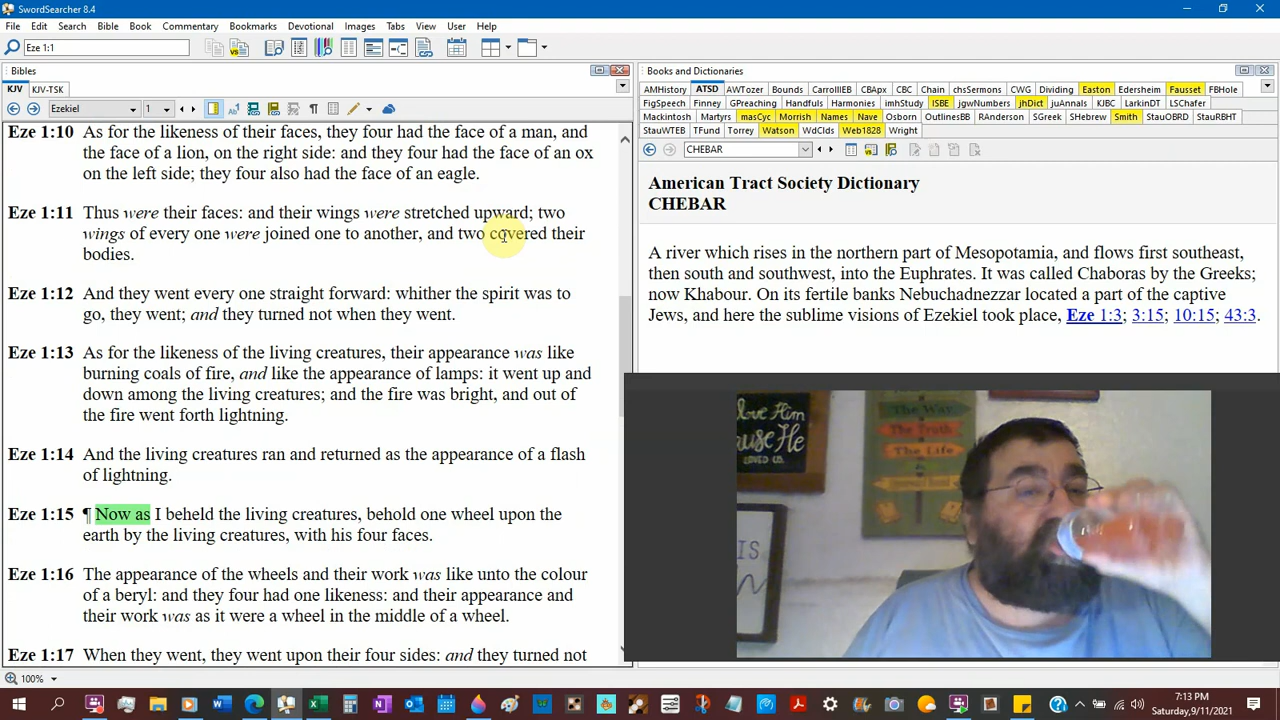 SwordSearcher 8.4
File Edit Search Bible Book Commentary Bookmarks Devotional Images Tabs View User Help
Eze 1:1
Bibles
KJV KJV-TSK
Ezekiel 1
Eze 1:10 As for the likeness of their faces, they four had the face of a man, and
the face of a lion, on the right side: and they four had the face of an ox
on the left side; they four also had the face of an eagle.
Eze 1:11 Thus were their faces: and their wings were stretched upward; two
wings of every one were joined one to another, and two covered their
bodies.
Eze 1:12 And they went every one straight forward: whither the spirit was to
go, they went; and they turned not when they went.
Eze 1:13 As for the likeness of the living creatures, their appearance was like
burning coals of fire, and like the appearance of lamps: it went up and
down among the living creatures; and the fire was bright, and out of
the fire went forth lightning.
Eze 1:14 And the living creatures ran and returned as the appearance of a flash
of lightning.
Eze 1:15 ¶ Now as I beheld the living creatures, behold one wheel upon the
earth by the living creatures, with his four faces.
Eze 1:16 The appearance of the wheels and their work was like unto the colour
of a beryl: and they four had one likeness: and their appearance and
their work was as it were a wheel in the middle of a wheel.
Eze 1:17 When they went, they went upon their four sides: and they turned not
100%
Books and Dictionaries
AMHistory ATSD AWTozer Bounds CarrollEB CBApx CBC Chain chsSermons CWG Darby Dowling Easton Edersheim Fausset FBHole
FigSpeech Finney GPreaching Handfuls Harmonies imhStudy ISBE jgwNumbers jhDict juAnnals KJBC LarkinDT LSChafer
Mackintosh Martyrs masCyc Morrish Names Nave Osborn OutlinesBB RAnderson SGreek SHebrew Smith StauOBRD StauRBHT
StauWTEB TFund Torrey Watson WdClds Web1828 Wright
CHEBAR
American Tract Society Dictionary
CHEBAR
A river which rises in the northern part of Mesopotamia, and flows first southeast,
then south and southwest, into the Euphrates. It was called Chaboras by the Greeks;
now Khabour. On its fertile banks Nebuchadnezzar located a part of the captive
Jews, and here the sublime visions of Ezekiel took place, Eze 1:3; 3:15; 10:15; 43:3.
love Him
cause He
LOVED
The Way
The Truth
The Life
IS
7:13 PM
Saturday,9/11/2021